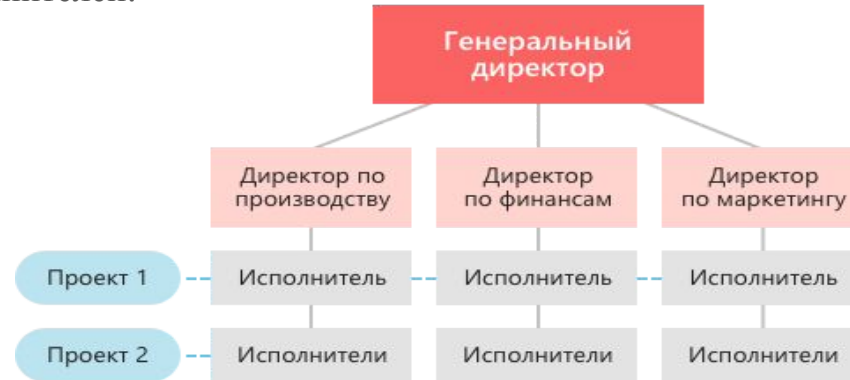 Генеральный
директор
Директор по
производству
Директор
по финансам
Директор
по маркетингу
Проект 1
Исполнитель
Исполнитель
Исполнитель
Проект 2
Исполнители
Исполнители
Исполнители